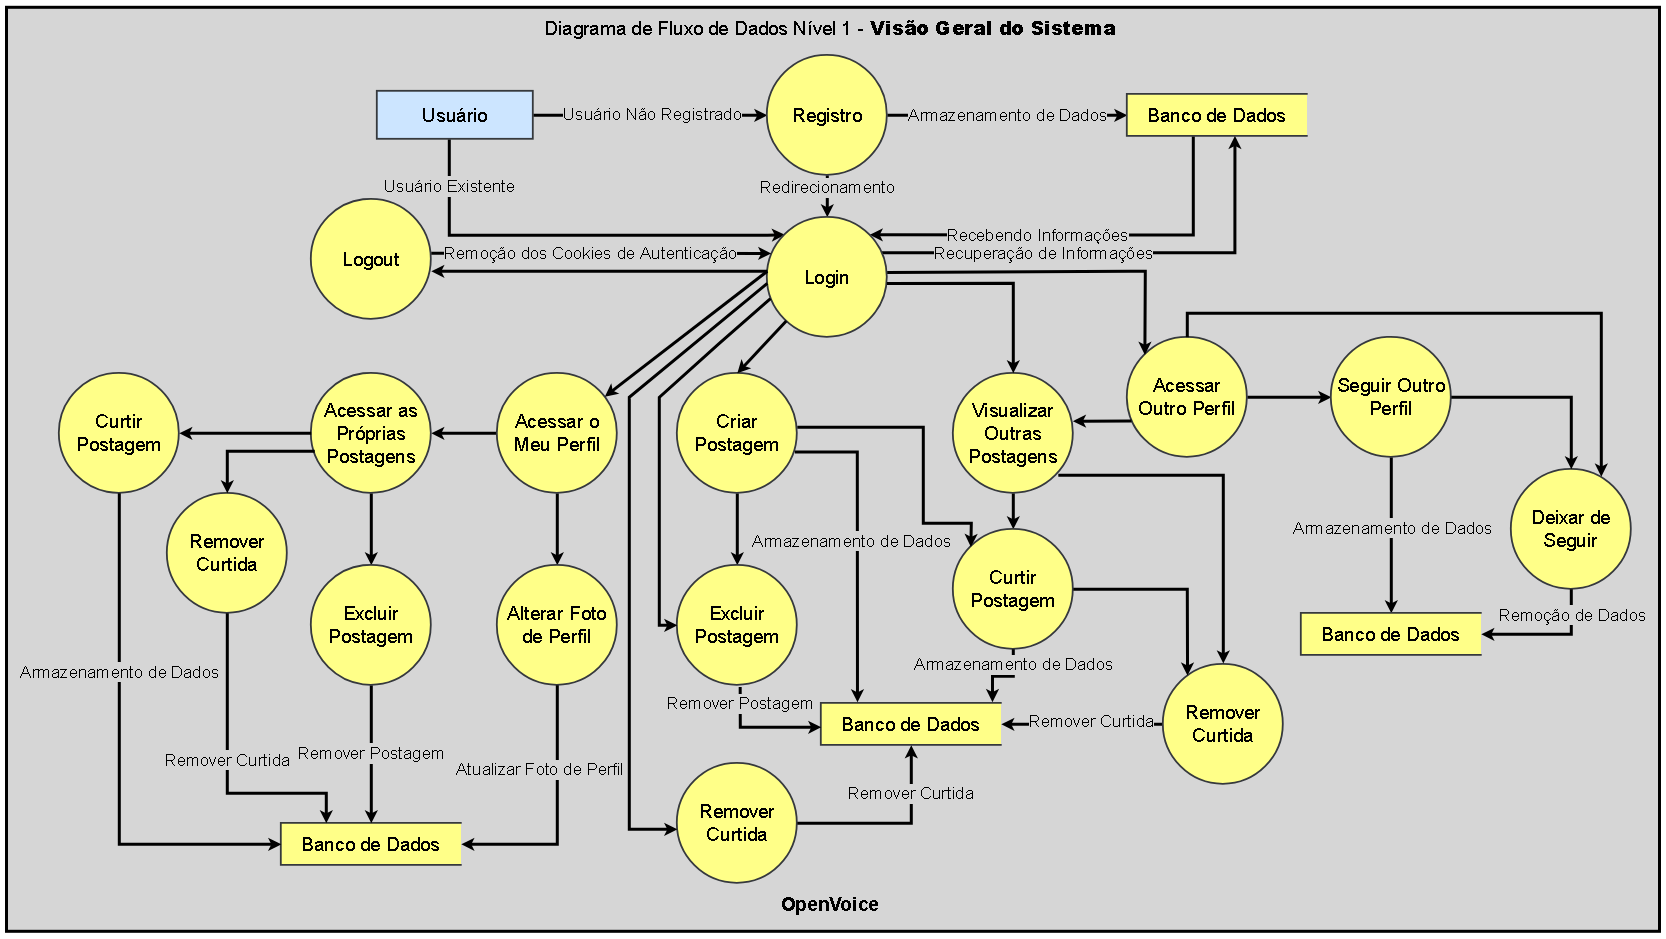 Diagrama de Fluxo de Dados Nível 1 - Visão Geral do Sistema
Usuário
Usuário Não Registrado
Registro
Armazenamento de Dados
Banco de Dados
Usuário Existente
Redirecionamento
Logout
Remoção dos Cookies de Autenticação
Login
Recebendo Informações
Recuperação de Informações
Curtir
Postagem
Acessar as
Próprias
Postagens
Acessar o
Meu Perfil
Criar
Postagem
Visualizar
Outras
Postagens
Acessar
Outro Perfil
Seguir Outro
Perfil
Remover
Curtida
Armazenamento de Dados
Armazenamento de Dados
Deixar de
Seguir
Excluir
Postagem
Alterar Foto
de Perfil
Excluir
Postagem
Curtir
Postagem
Remoção de Dados
Banco de Dados
Armazenamento de Dados
Armazenamento de Dados
Remover Postagem
Banco de Dados
Remover Curtida
Remover
Curtida
Remover Curtida
Remover Postagem
Atualizar Foto de Perfil
Remover Curtida
Remover
Curtida
Banco de Dados
OpenVoice